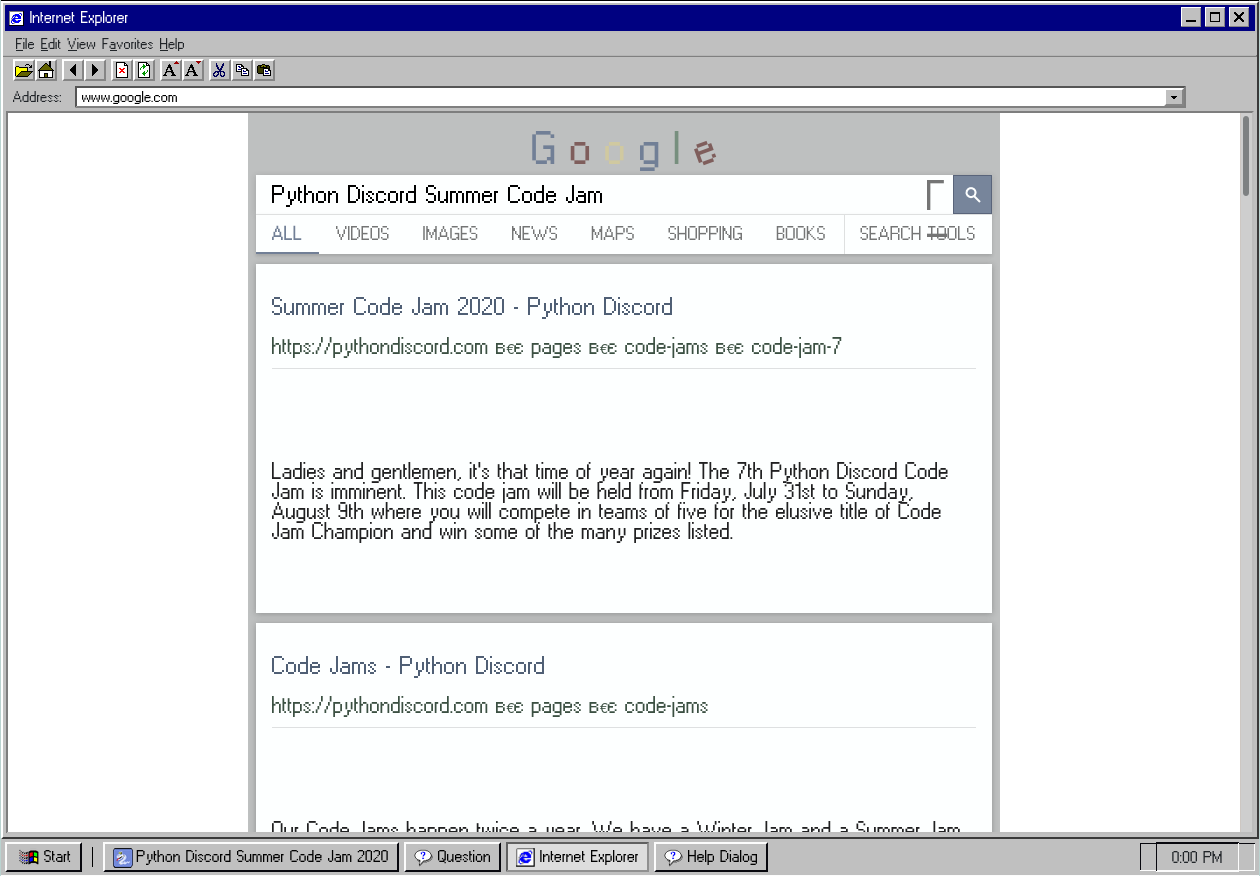 Internet Explorer
File Edit View Favorites Help
A A
Address: www.google.com
Google
Python Discord Summer Code Jam
ALL VIDEOS IMAGES NEWS MAPS SHOPPING BOOKS SEARCH TOOLS
Summer Code Jam 2020 - Python Discord
https://pythondiscord.com вЄє pages вЄє code-jams вЄє code-jam-7
Ladies and gentlemen, it's that time of year again! The 7th Python Discord Code
Jam is imminent. This code jam will be held from Friday, July 31st to Sunday,
August 9th where you will compete in teams of five for the elusive title of Code
Jam Champion and win some of the many prizes listed.
Code Jams - Python Discord
https://pythondiscord.com вЄє pages вЄє code-jams
Our Code Jams happen twice a year. We have a Winter Jam and a Summer Jam
Start Python Discord Summer Code Jam 2020 Question Internet Explorer Help Dialog 0:00 PM